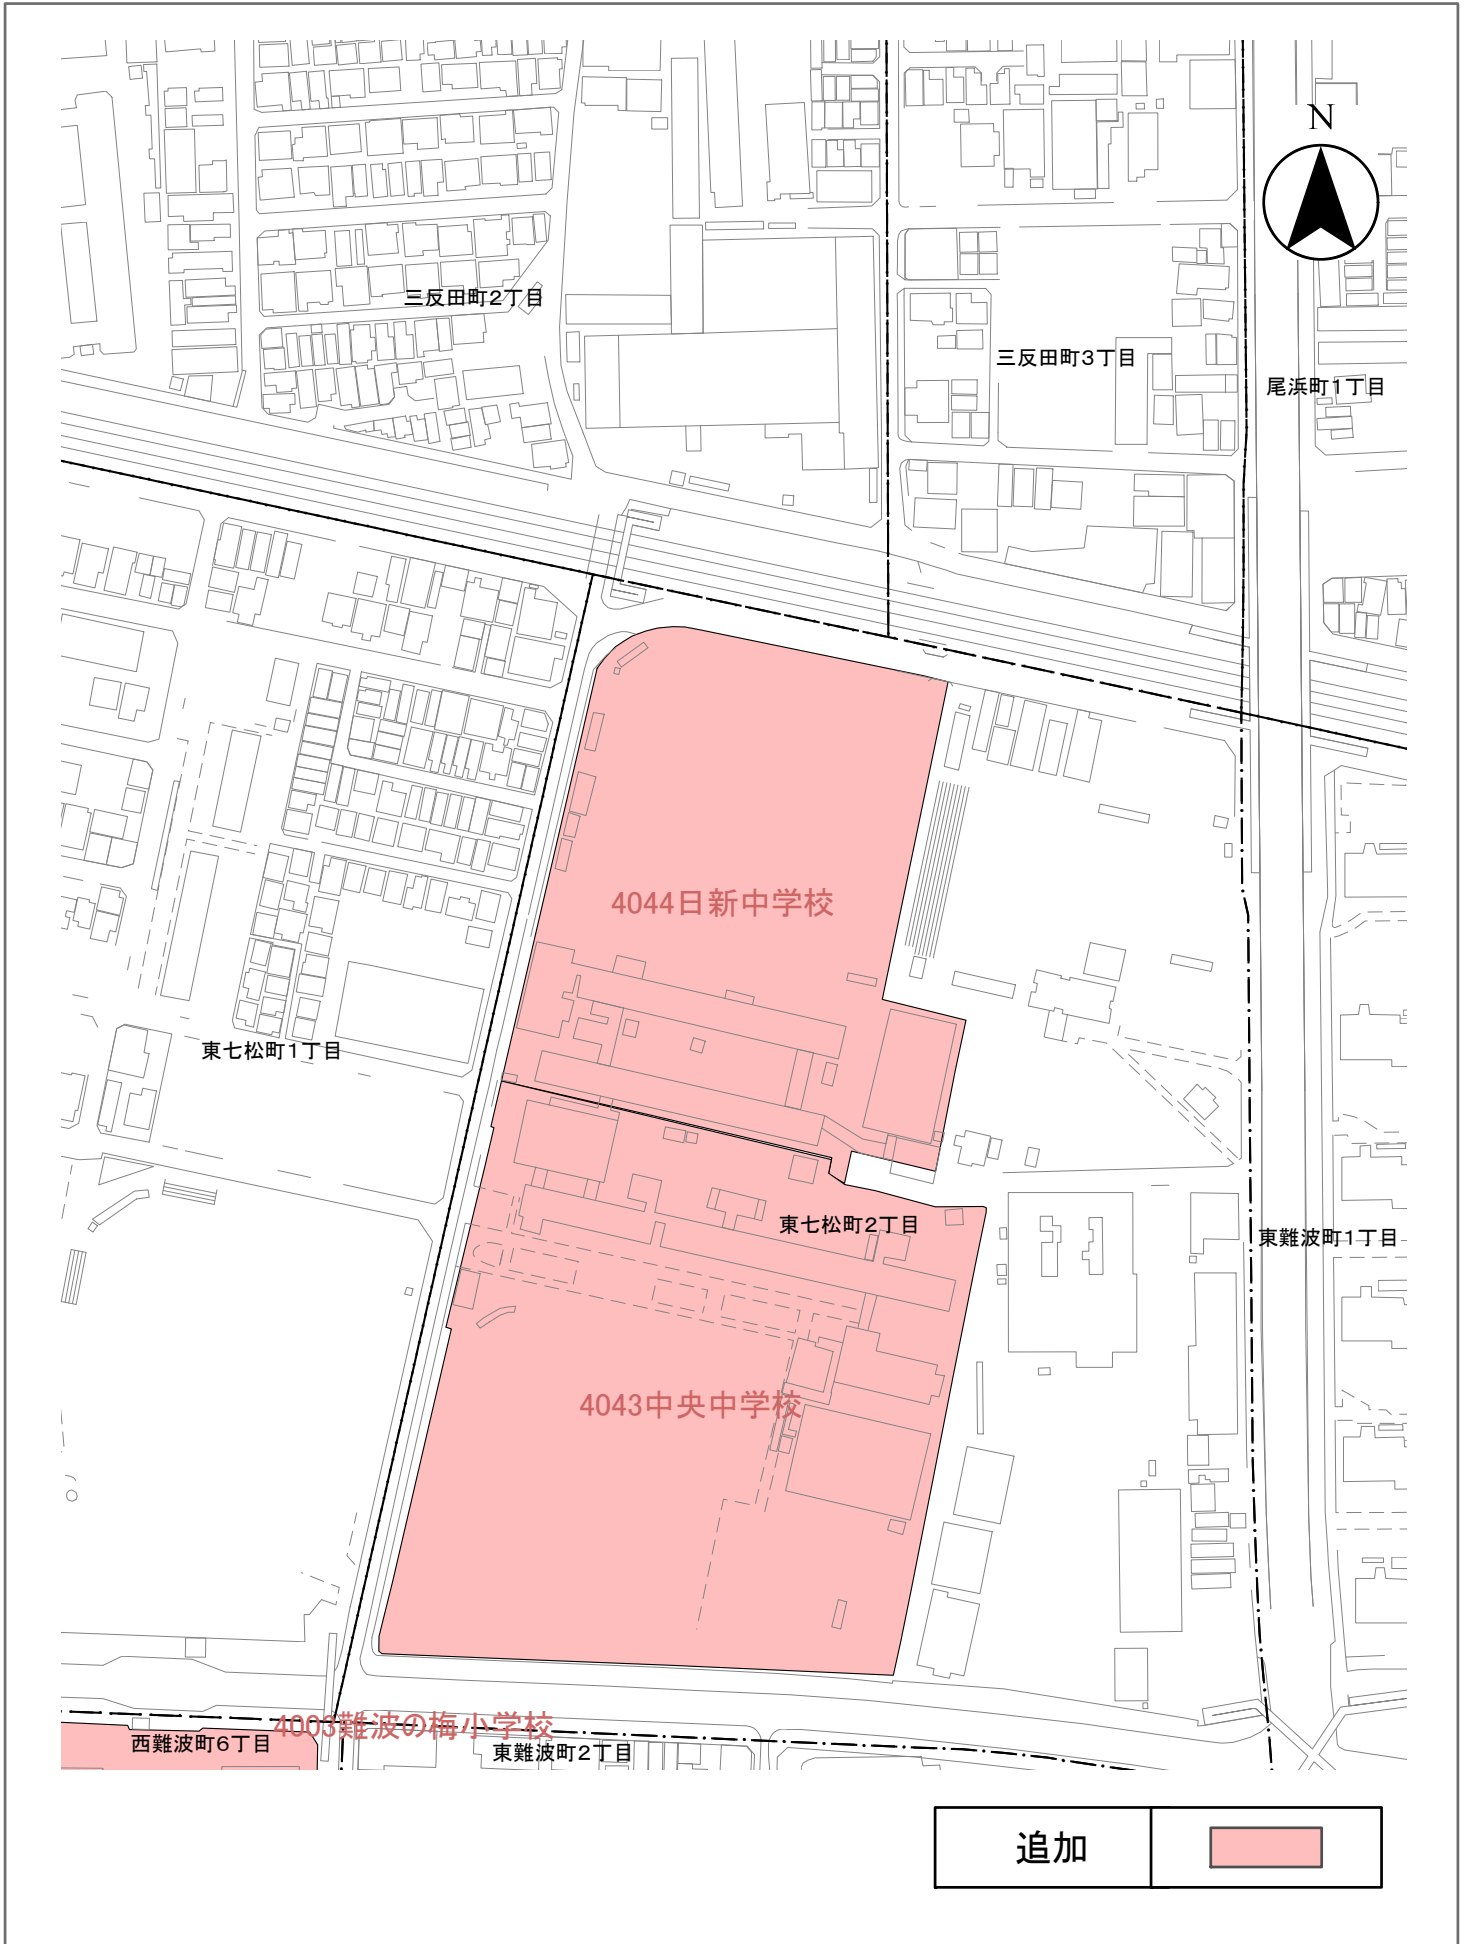 N
三反田町2丁目
三反田町3丁目
尾浜町1丁目
4044日新中学校
東七松町1丁目
東七松町2丁目
東難波町1丁目
4043中央中学校
4003難波の梅小学校
西難波町6丁目
東難波町2丁目
追加